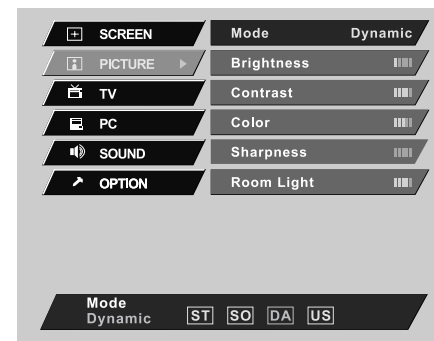 SCREEN
PICTURE
TV
PC
SOUND
OPTION
Mode Dynamic
Brightness
Contrast
Color
Sharpness
Room Light
Mode
Dynamic
ST SO DA US